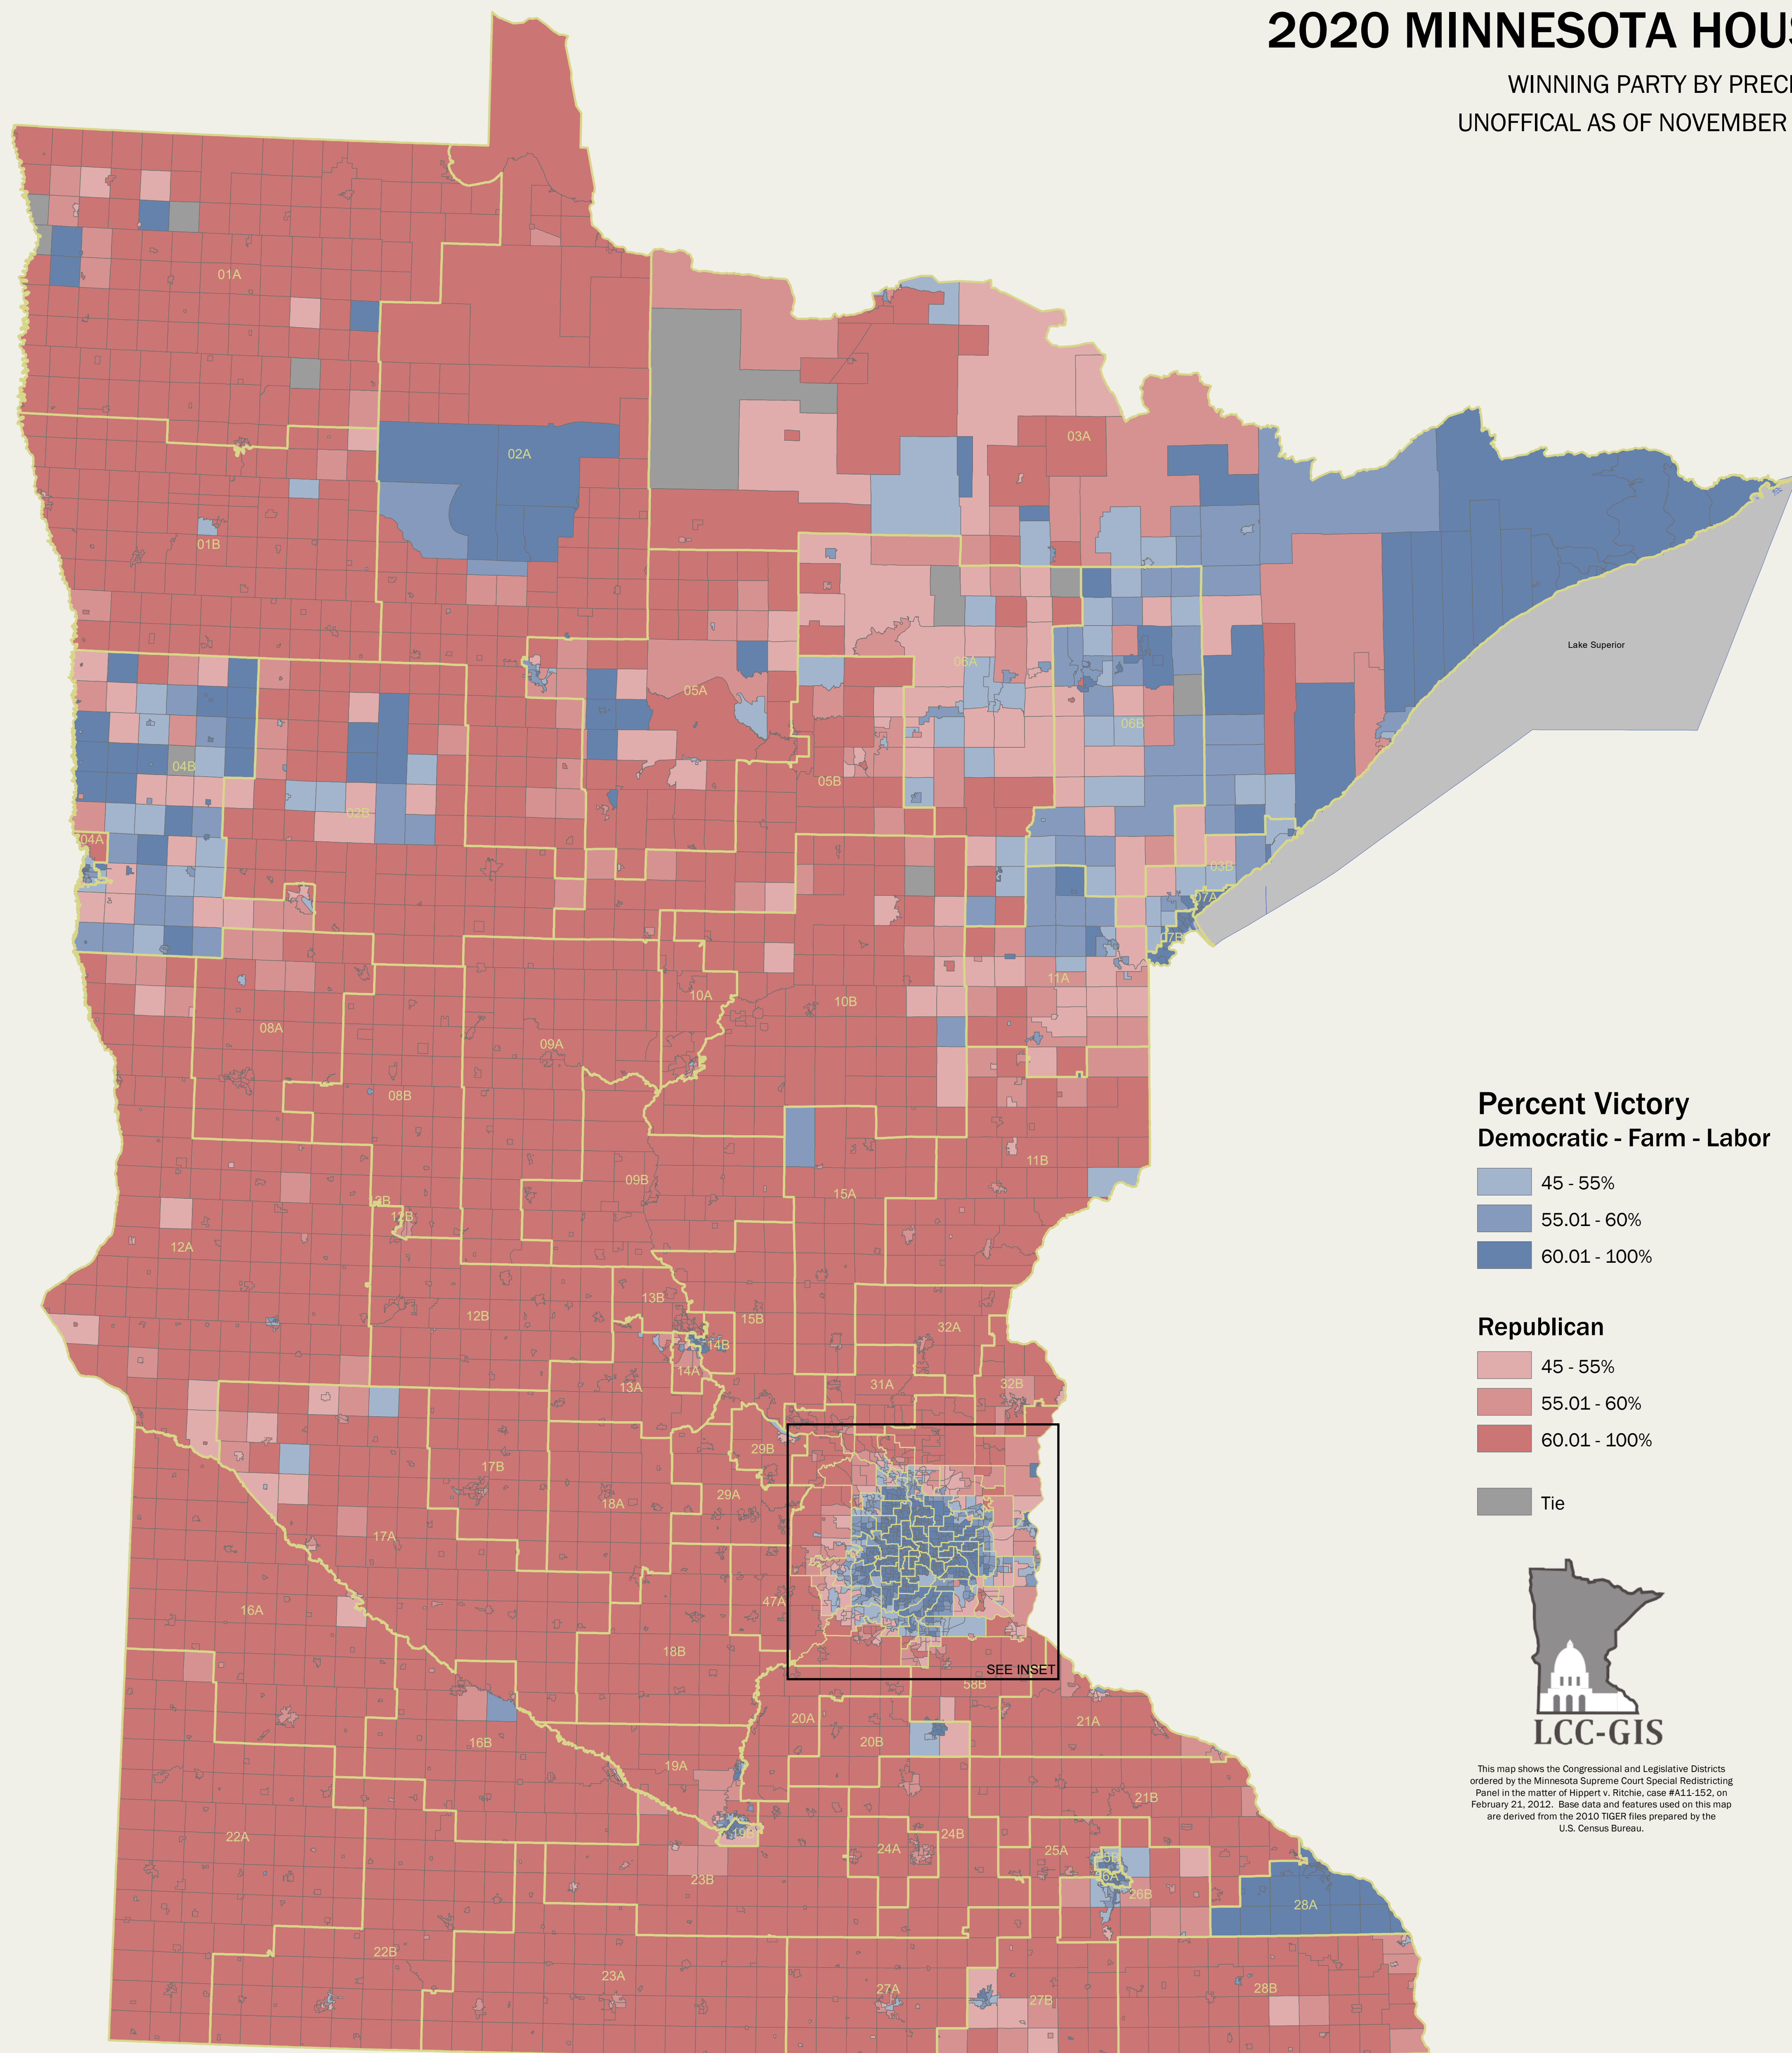 2020 MINNESOTA HOUS
WINNING PARTY BY PRECI
UNOFFICAL AS OF NOVEMBER
01A
02A
03A
01B
Lake Superior
06A
05A
06B
04B
05B
02B
04A
03B
07A
07B
11A
10A
10B
08A
09A
08B
11B
09B
15A
12B
12B
12A
13B
15B
12B
32A
14B
14A
13A
31A
32B
29B
17B
29A
18A
17A
47A
16A
18B
SEE INSET
58B
20A
21A
20B
16B
19A
21B
19B
22A
24B
24A
25A
25B
26A
23B
26B
28A
22B
23A
27A
27B
28B
Percent Victory
Democratic - Farm - Labor
45 - 55%
55.01 - 60%
60.01 - 100%
Republican
45 - 55%
55.01 - 60%
60.01 - 100%
Tie
LCC-GIS
This map shows the Congressional and Legislative Districts
ordered by the Minnesota Supreme Court Special Redistricting
Panel in the matter of Hippert v. Ritchie, case #A11-152, on
February 21, 2012. Base data and features used on this map
are derived from the 2010 TIGER files prepared by the
U.S. Census Bureau.